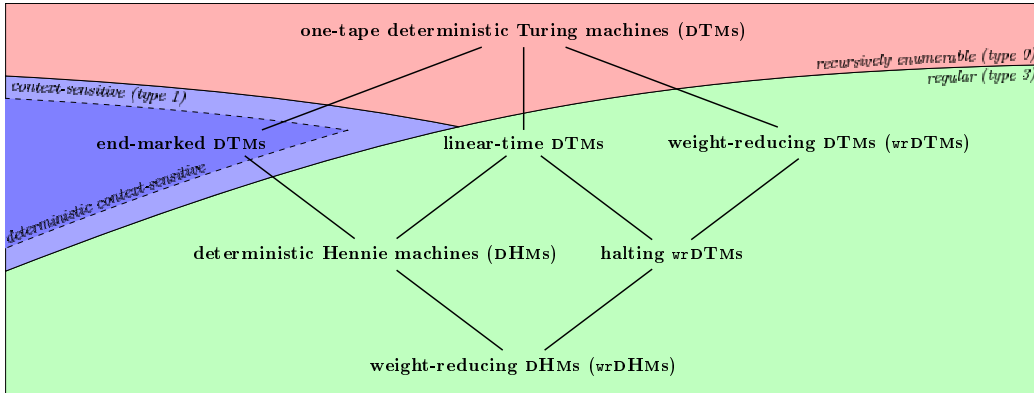 one-tape deterministic Turing machines (DTMs)
recursively enumerable (type 0)
regular (type 3)
context-sensitive (type 1)
end-marked DTMs
linear-time DTMs
weight-reducing DTMs (wrDTMs)
deterministic context-sensitive
deterministic Hennie machines (DHMs)
halting wrDTMs
weight-reducing DHMs (wrDHMs)